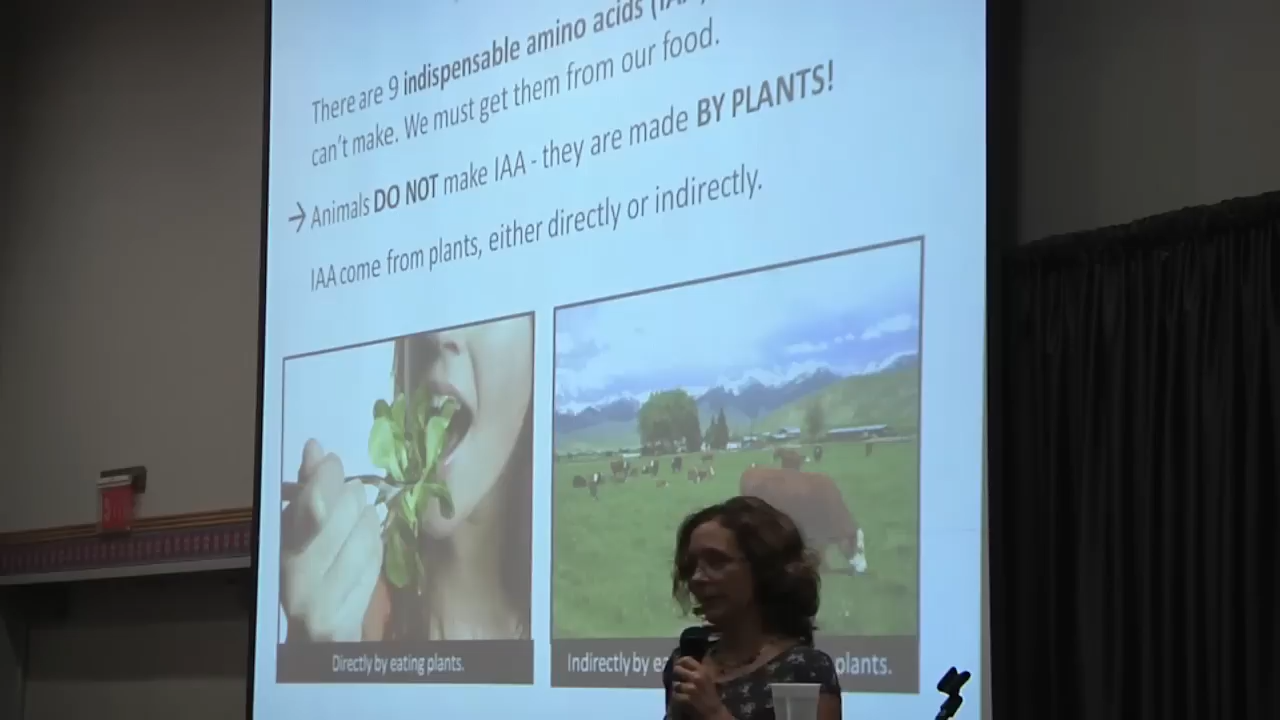 There are 9 indispensable amino acids
can't make. We must get them from our food.
→ Animals DO NOT make IAA - they are made BY PLANTS!
IAA come from plants, either directly or indirectly.
Directly by eating plants.
Indirectly by plants.